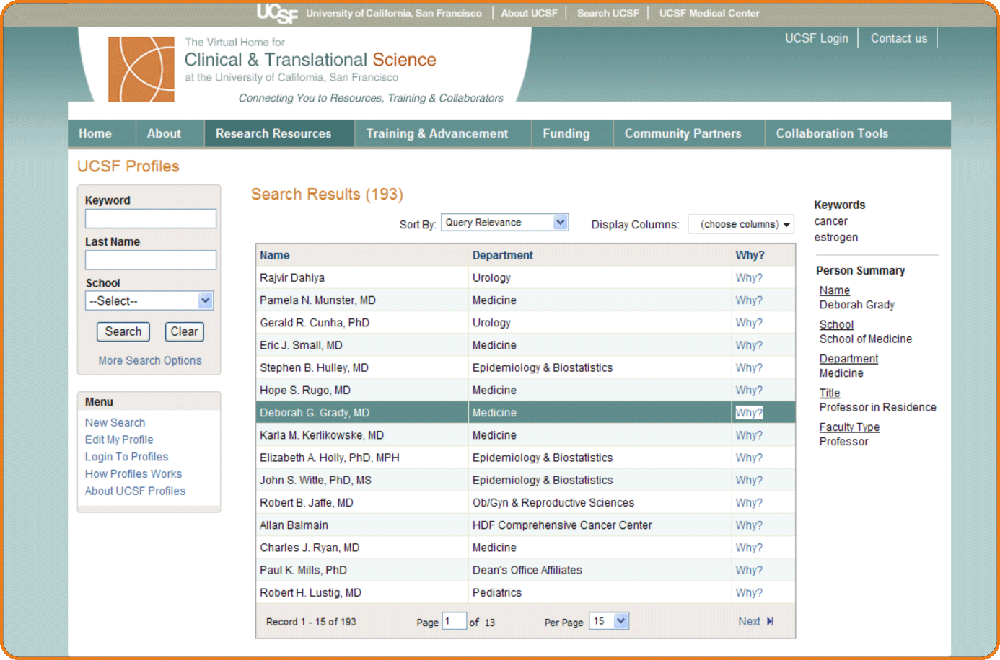 UCSF University of California, San Francisco About UCSF Search UCSF UCSF Medical Center
UCSF Login Contact us
The Virtual Home for
Clinical & Translational Science
at the University of California, San Francisco
Connecting You to Resources, Training & Collaborators
Home About Research Resources Training & Advancement Funding Community Partners Collaboration Tools
UCSF Profiles
Keyword
Last Name
School
--Select--
Search Clear
More Search Options
Menu
New Search
Edit My Profile
Login To Profiles
How Profiles Works
About UCSF Profiles
Search Results (193)
Sort By: Query Relevance Display Columns: (choose columns)
Name Department Why?
Rajvir Dahiya Urology Why?
Pamela N. Munster, MD Medicine Why?
Gerald R. Cunha, PhD Urology Why?
Eric J. Small, MD Medicine Why?
Stephen B. Hulley, MD Epidemiology & Biostatistics Why?
Hope S. Rugo, MD Medicine Why?
Deborah G. Grady, MD Medicine Why?
Karla M. Kerlikowske, MD Medicine Why?
Elizabeth A. Holly, PhD, MPH Epidemiology & Biostatistics Why?
John S. Witte, PhD, MS Epidemiology & Biostatistics Why?
Robert B. Jaffe, MD Ob/Gyn & Reproductive Sciences Why?
Allan Balmain HDF Comprehensive Cancer Center Why?
Charles J. Ryan, MD Medicine Why?
Paul K. Mills, PhD Dean's Office Affiliates Why?
Robert H. Lustig, MD Pediatrics Why?
Record 1 - 15 of 193 Page 1 of 13 Per Page 15 Next
Keywords
cancer
estrogen
Person Summary
Name
Deborah Grady
School
School of Medicine
Department
Medicine
Title
Professor in Residence
Faculty Type
Professor